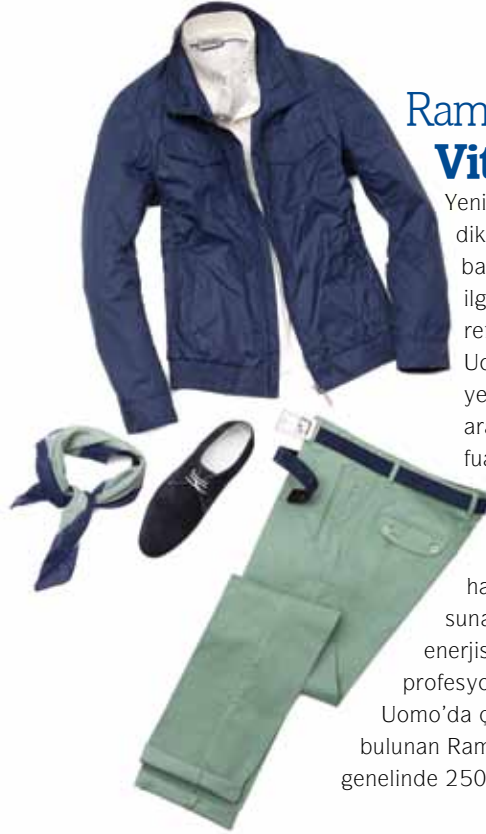 Ram
Vit
Yeni
dik
ba
ilg
ret
Uo
ye
ara
fua
ha
suna
enerjis
profesyo
Uomo'da ç
bulunan Ram
genelinde 250